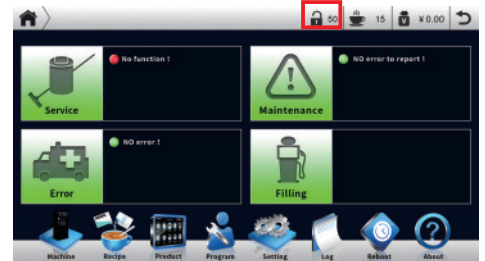 50 15 ¥0.00
No function !
NO error to report !
Service
Maintenance
NO error !
Error
Filling
Machine Recipe Product Program Setting Log Reboot About